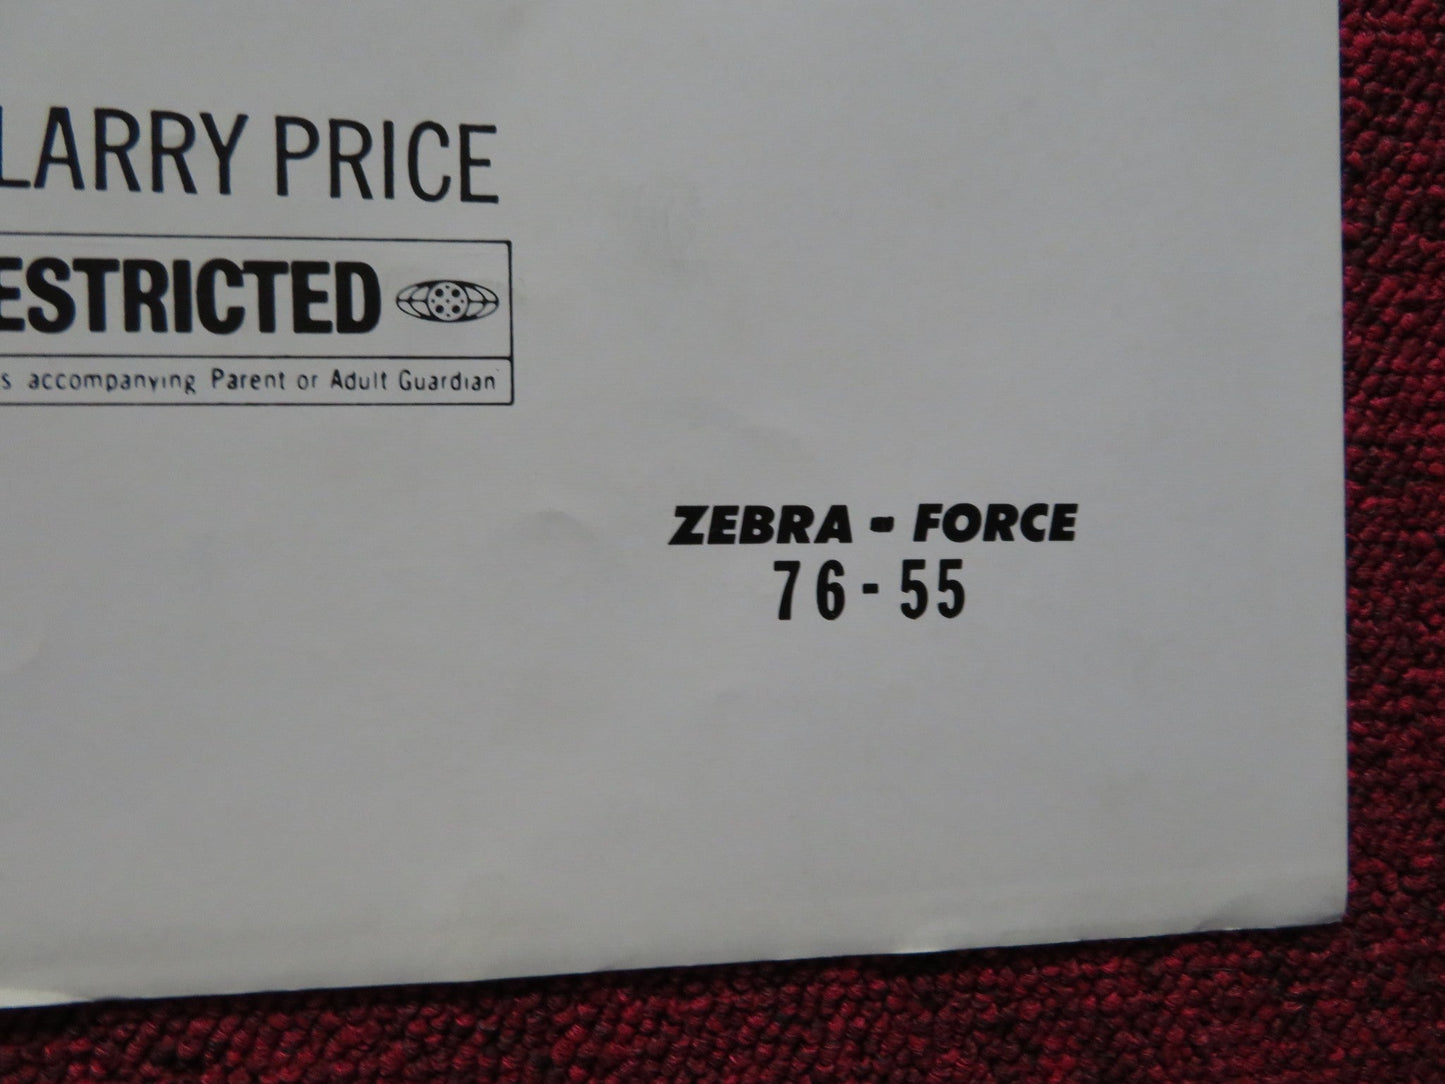 LARRY PRICE
ESTRICTED
s accompanying Parent or Adult Guardian
ZEBRA - FORCE
76 - 55